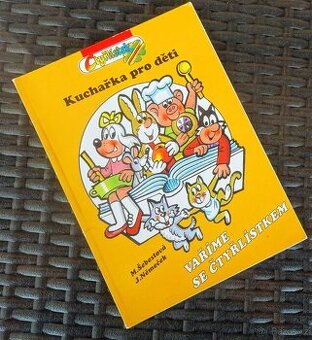 Čtyřlístek
Kuchařka pro děti
M. Šebestová
J. Němeček
VAŘÍME
SE ČTYŘLÍSTKEM